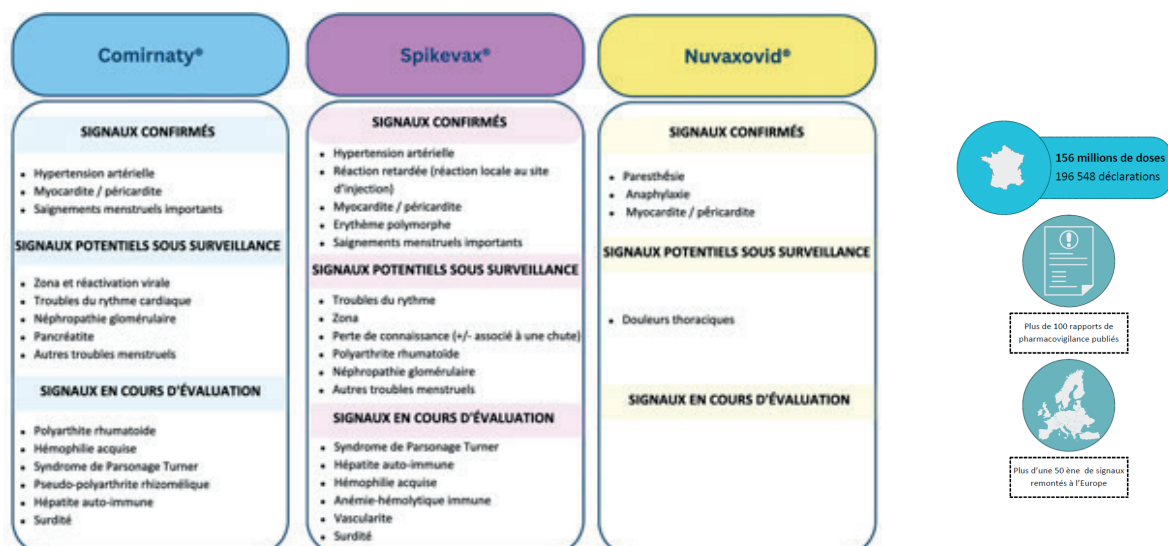 Comirnaty®
SIGNAUX CONFIRMÉS
• Hypertension artérielle
• Myocardite / péricardite
• Saignements menstruels importants
SIGNAUX POTENTIELS SOUS SURVEILLANCE
• Zona et réactivation virale
• Troubles du rythme cardiaque
• Néphropathie glomérulaire
• Pancréatite
• Autres troubles menstruels
SIGNAUX EN COURS D'ÉVALUATION
• Polyarthite rhumatoïde
• Hémophilie acquise
• Syndrome de Parsonage Turner
• Pseudo-polyarthrite rhizomélique
• Hépatite auto-immune
• Surdité
Spikevax®
SIGNAUX CONFIRMÉS
• Hypertension artérielle
• Réaction retardée (réaction locale au site
d'injection)
• Myocardite / péricardite
• Erythème polymorphe
• Saignements menstruels importants
SIGNAUX POTENTIELS SOUS SURVEILLANCE
• Troubles du rythme
• Zona
• Perte de connaissance (+/- associé à une chute)
• Polyarthrite rhumatoïde
• Néphropathie glomérulaire
• Autres troubles menstruels
SIGNAUX EN COURS D'ÉVALUATION
• Syndrome de Parsonage Turner
• Hépatite auto-immune
• Hémophilie acquise
• Anémie-hémolytique immune
• Vascularite
• Surdité
Nuvaxovid®
SIGNAUX CONFIRMÉS
• Paresthésie
• Anaphylaxie
• Myocardite / péricardite
SIGNAUX POTENTIELS SOUS SURVEILLANCE
• Douleurs thoraciques
SIGNAUX EN COURS D'ÉVALUATION
156 millions de doses
196 548 déclarations
Plus de 100 rapports de
pharmacovigilance publiés
Plus d'une 50 ène de signaux
remontés à l'Europe